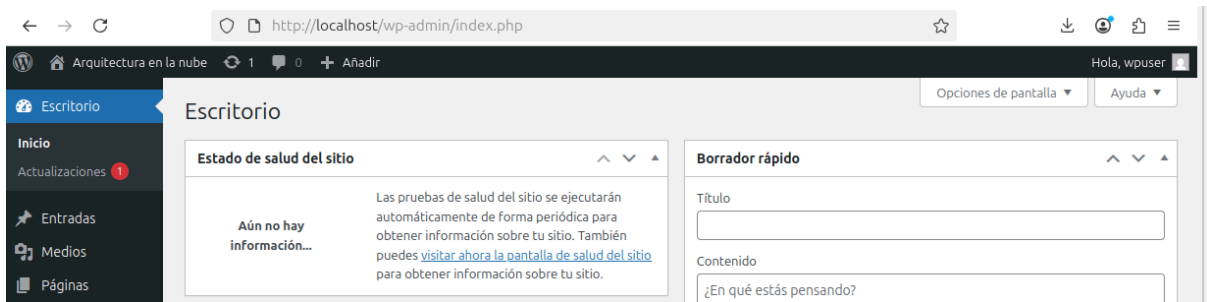 http://localhost/wp-admin/index.php
Arquitectura en la nube 1 0 + Añadir
Hola, wpuser
Opciones de pantalla ▼ Ayuda ▼
Escritorio
Inicio
Actualizaciones 1
Entradas
Medios
Páginas
Escritorio
Estado de salud del sitio
Aún no hay
información...
Las pruebas de salud del sitio se ejecutarán
automáticamente de forma periódica para
obtener información sobre tu sitio. También
puedes visitar ahora la pantalla de salud del sitio
para obtener información sobre tu sitio.
Borrador rápido
Título
Contenido
¿En qué estás pensando?